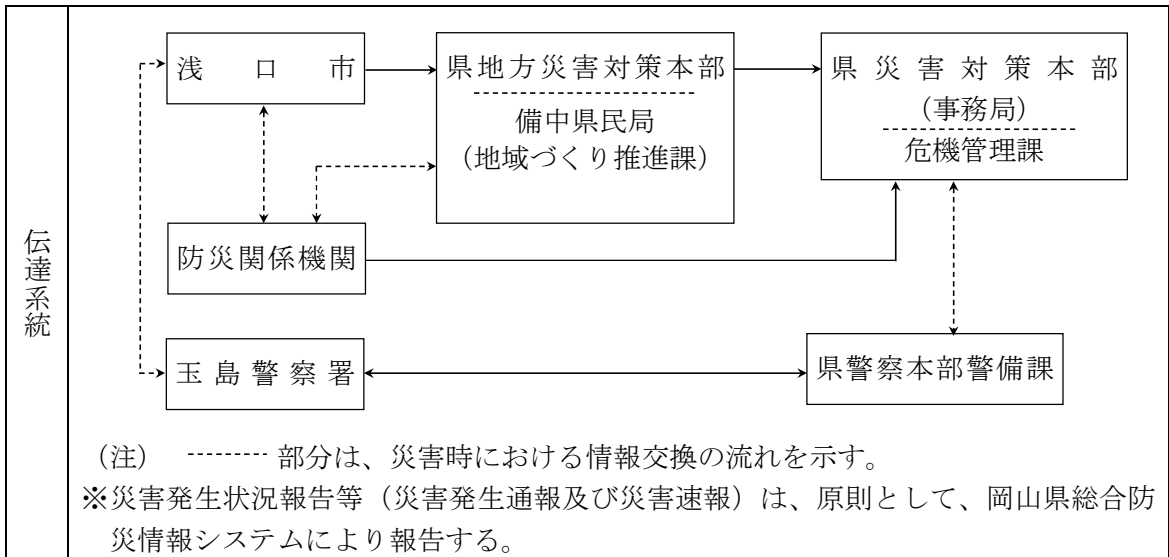 伝達系統
浅口市
県地方災害対策本部
備中県民局
（地域づくり推進課）
県災害対策本部
（事務局）
危機管理課
防災関係機関
玉島警察署
県警察本部警備課
（注） --------- 部分は、災害時における情報交換の流れを示す。
※災害発生状況報告等（災害発生通報及び災害速報）は、原則として、岡山県総合防
災情報システムにより報告する。